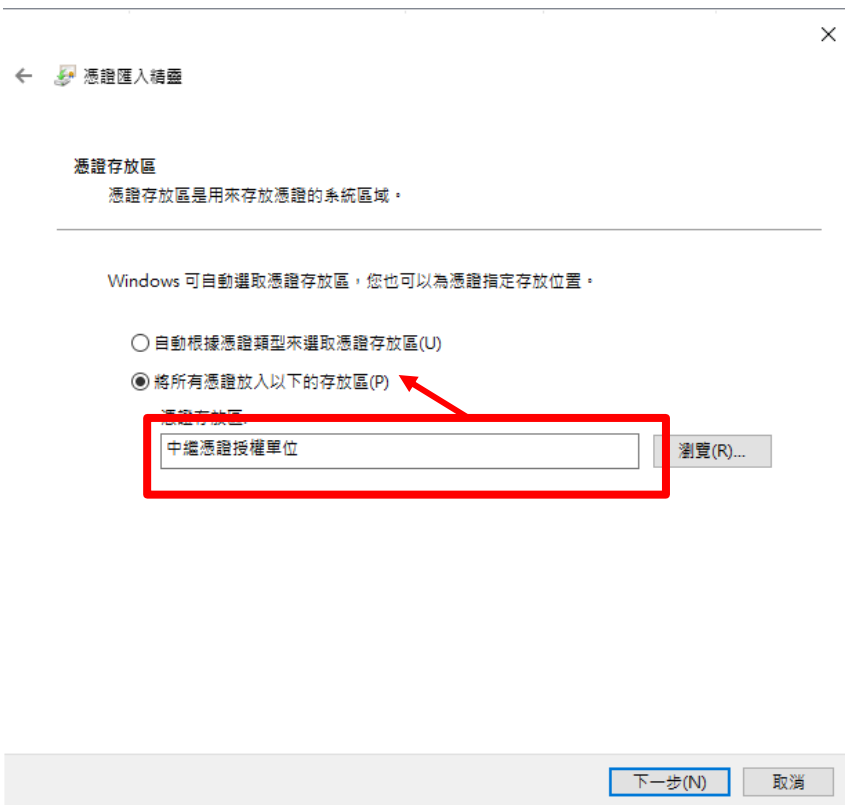 憑證匯入精靈
憑證存放區
憑證存放區是用來存放憑證的系統區域。
Windows 可自動選取憑證存放區，您也可以為憑證指定存放位置。
自動根據憑證類型來選取憑證存放區(U)
將所有憑證放入以下的存放區(P)
憑證存放區:
中繼憑證授權單位
瀏覽(R)...
下一步(N)
取消